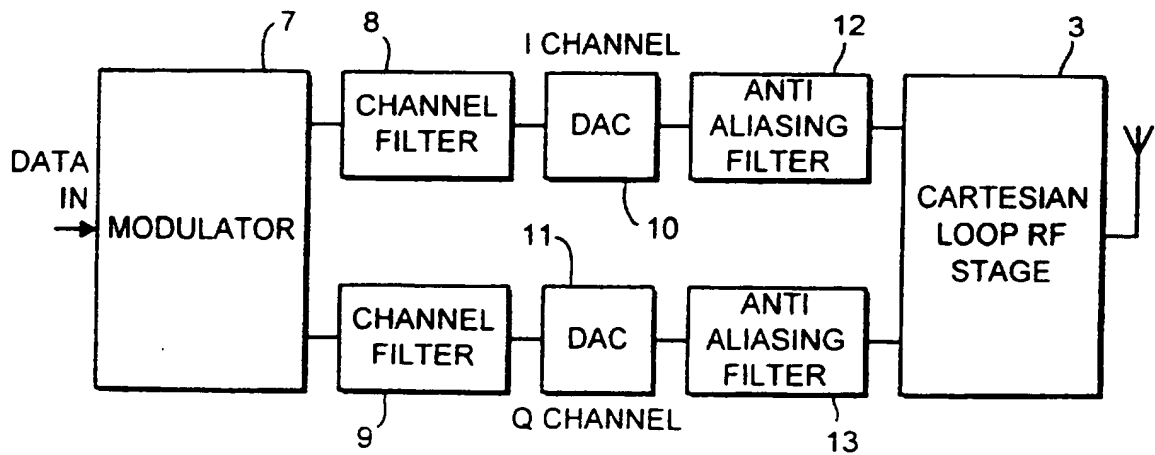 7
8
I CHANNEL
12
3
CHANNEL
FILTER
DAC
ANTI
ALIASING
FILTER
DATA
IN
MODULATOR
10
CARTESIAN
LOOP RF
STAGE
11
CHANNEL
FILTER
DAC
ANTI
ALIASING
FILTER
9
Q CHANNEL
13